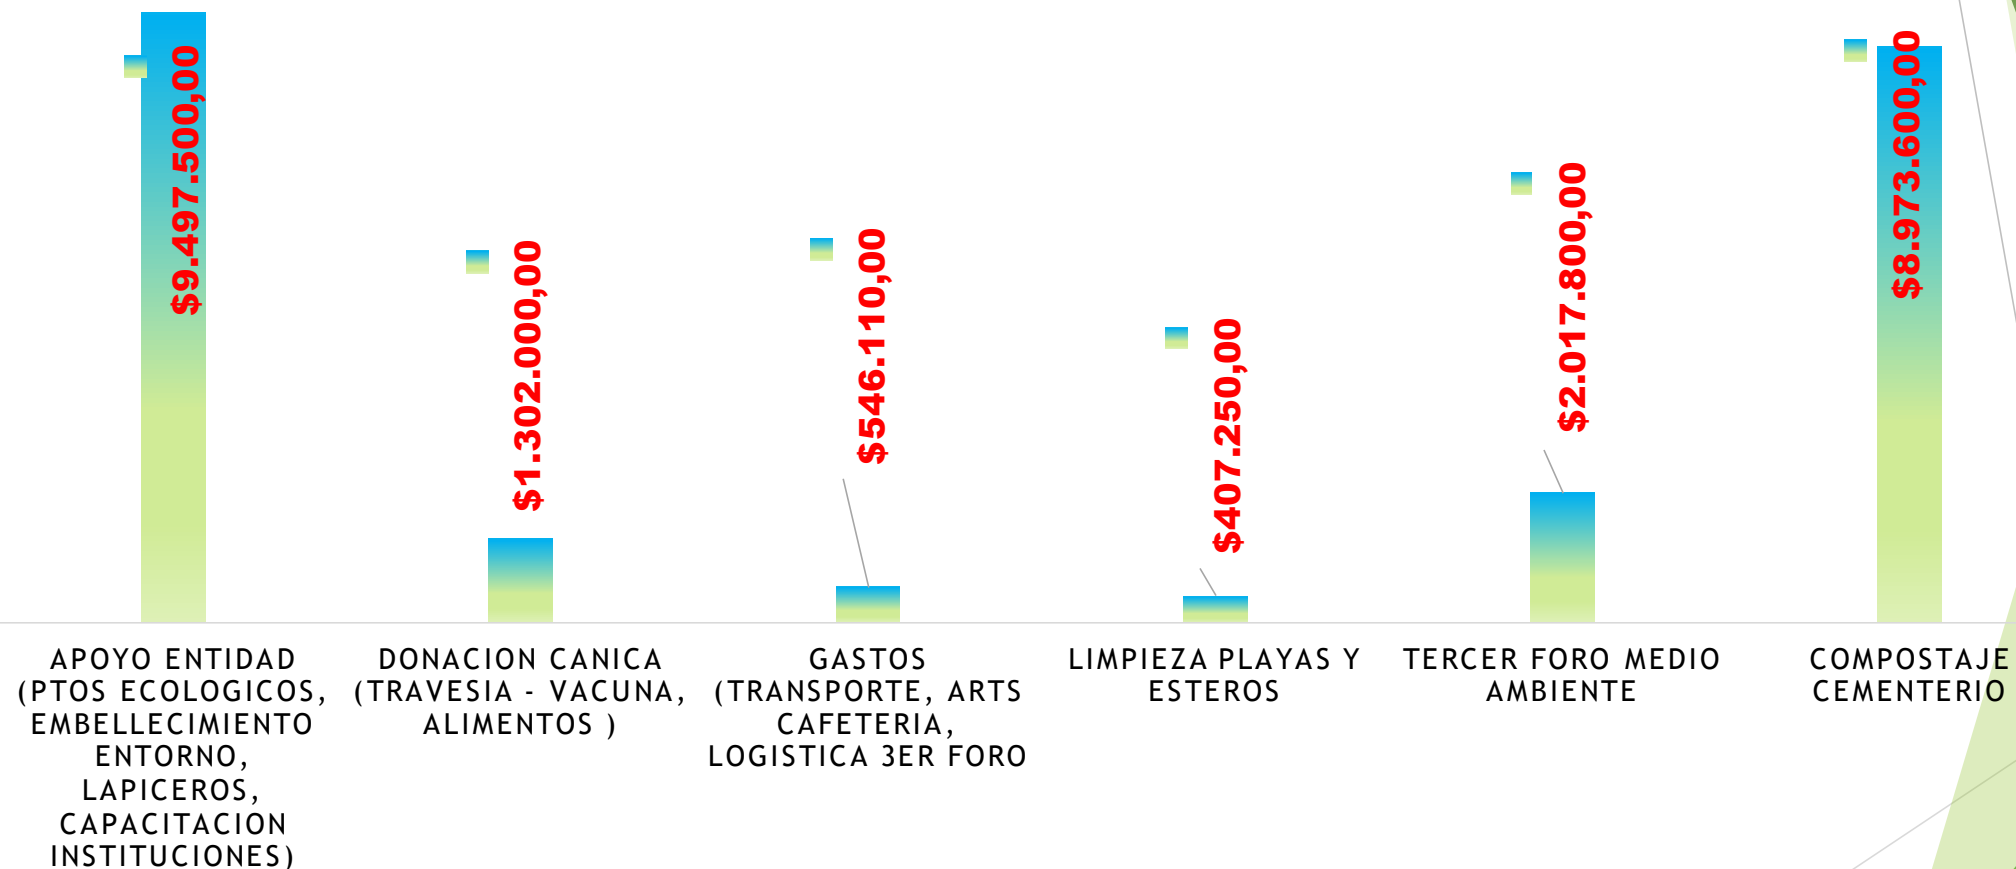 $9.497.500,00
$1.302.000,00
$546.110,00
$407.250,00
$2.017.800,00
$8.973.600,00
APOYO ENTIDAD
(PTOS ECOLOGICOS,
EMBELLECIMIENTO
ENTORNO,
LAPICEROS,
CAPACITACION
INSTITUCIONES)
DONACION CANICA
(TRAVESIA - VACUNA,
ALIMENTOS )
GASTOS
(TRANSPORTE, ARTS
CAFETERIA,
LOGISTICA 3ER FORO
LIMPIEZA PLAYAS Y
ESTEROS
TERCER FORO MEDIO
AMBIENTE
COMPOSTAJE
CEMENTERIO